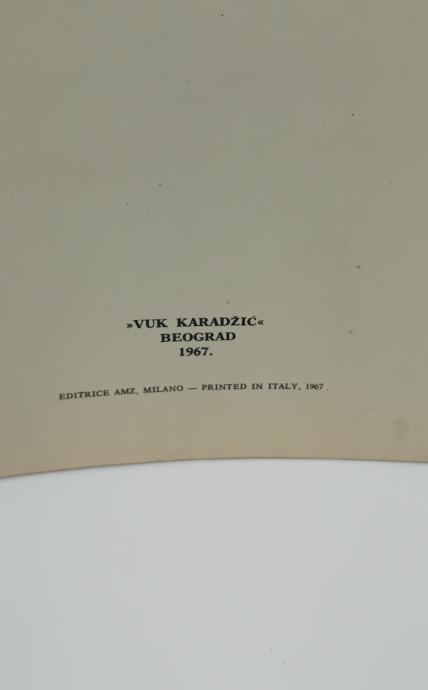 »VUK KARADŽIĆ«
BEOGRAD
1967.
EDITRICE AMZ, MILANO — PRINTED IN ITALY, 1967.